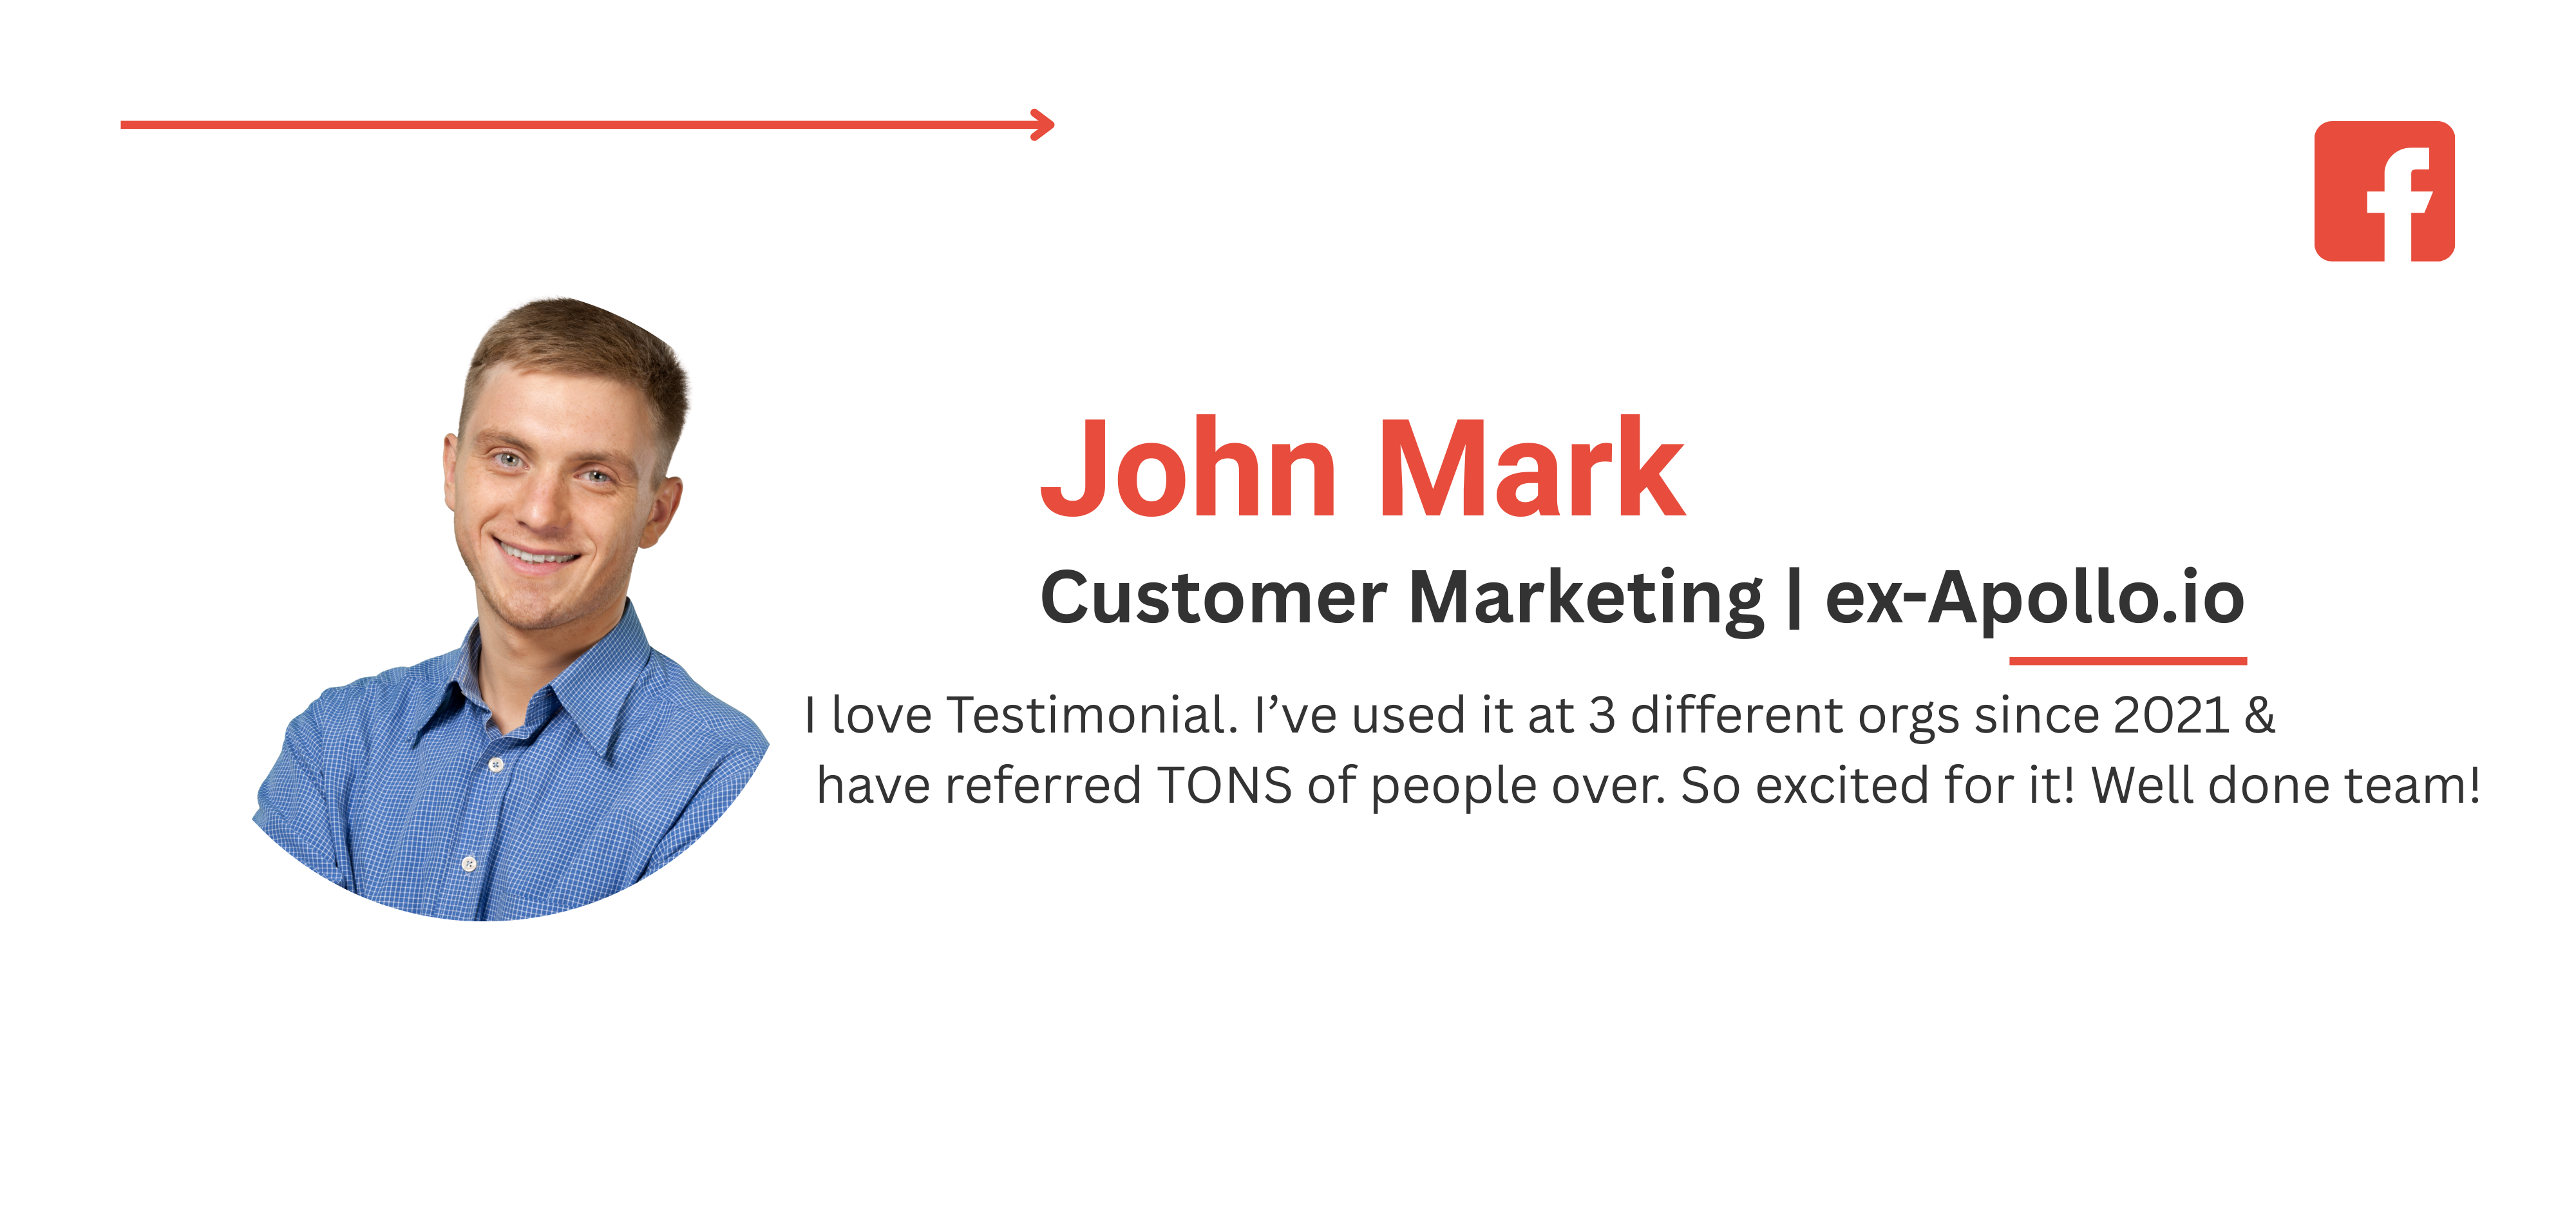 John Mark
Customer Marketing | ex-Apollo.io
I love Testimonial. I’ve used it at 3 different orgs since 2021 &
have referred TONS of people over. So excited for it! Well done team!